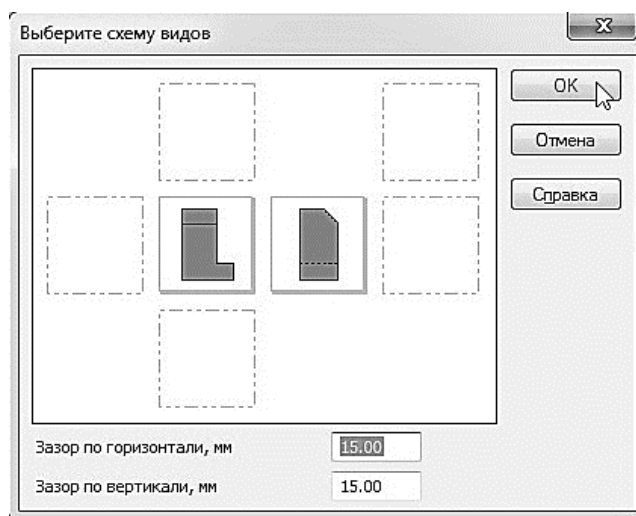 Выберите схему видов
OK
Отмена
Справка
Зазор по горизонтали, мм 15.00
Зазор по вертикали, мм 15.00